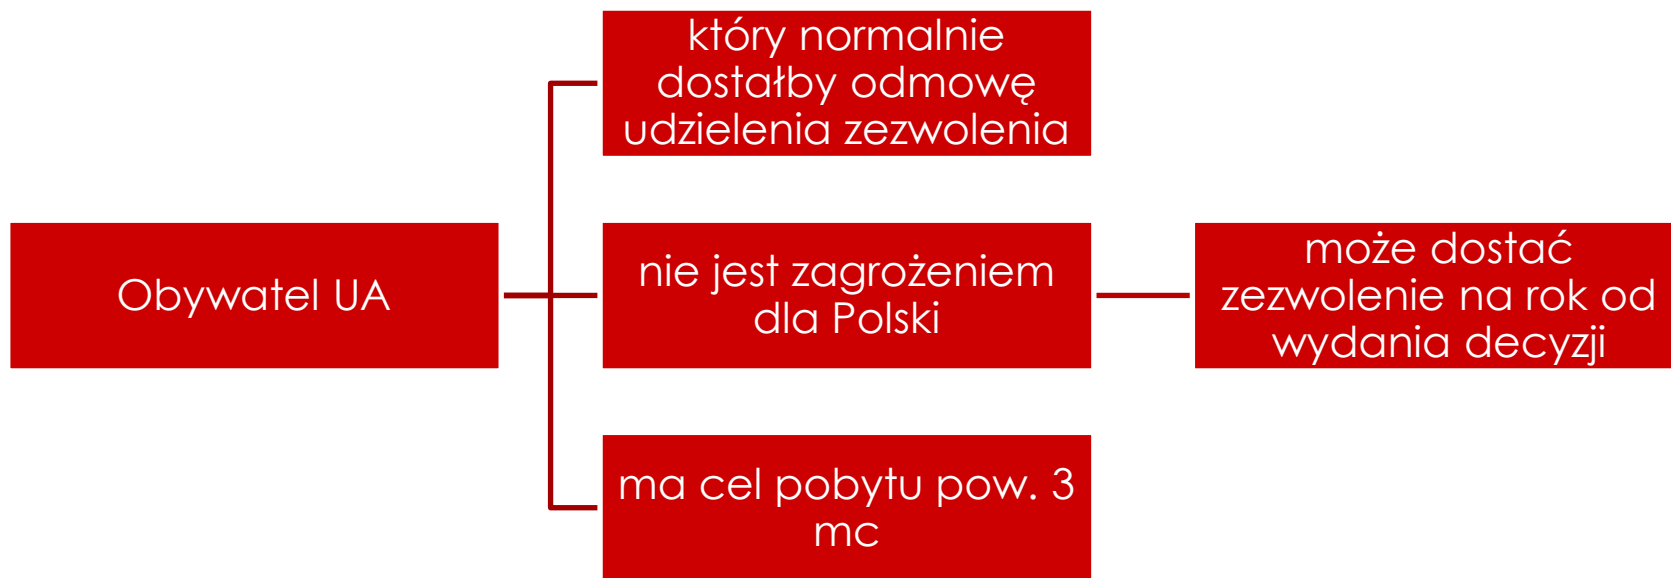 Obywatel UA
który normalnie
dostałby odmowę
udzielenia zezwolenia
nie jest zagrożeniem
dla Polski
ma cel pobytu pow. 3
mc
może dostać
zezwolenie na rok od
wydania decyzji